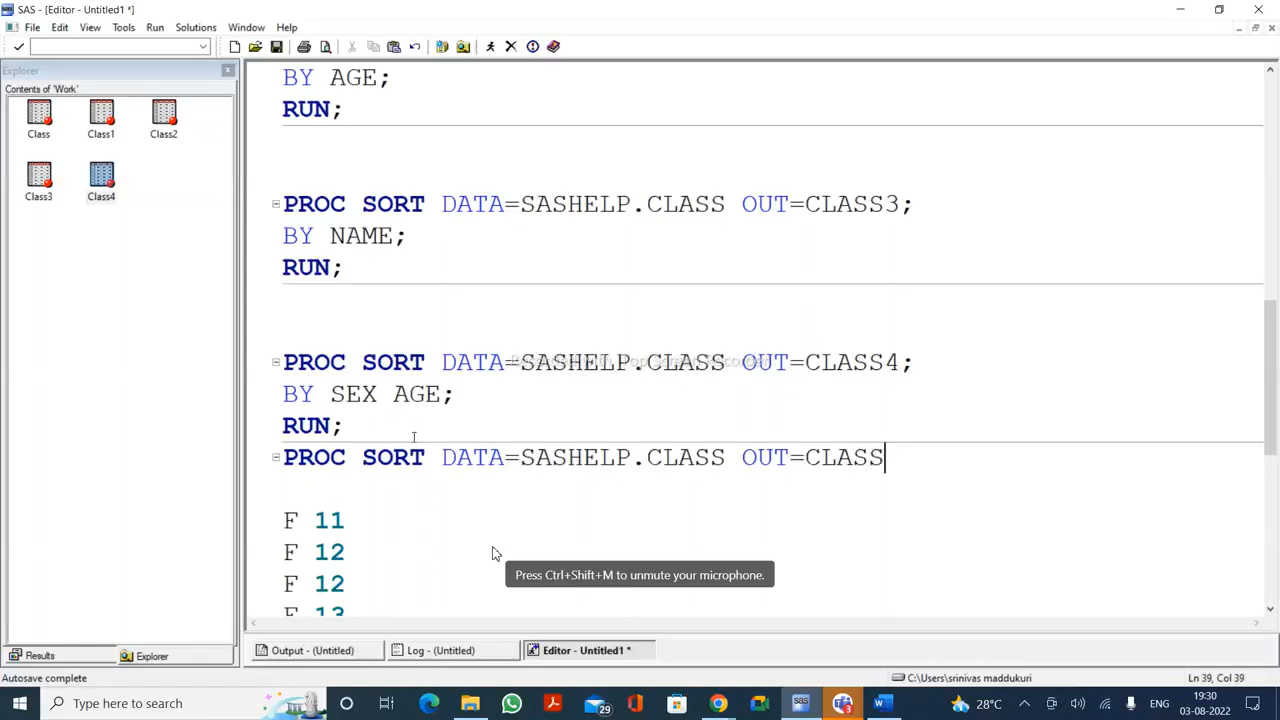 SAS - [Editor - Untitled1 *]
File Edit View Tools Run Solutions Window Help
Explorer
Contents of 'Work'
Class Class1 Class2
Class3 Class4
BY AGE;
RUN;
PROC SORT DATA=SASHELP.CLASS OUT=CLASS3;
BY NAME;
RUN;
PROC SORT DATA=SASHELP.CLASS OUT=CLASS4;
BY SEX AGE;
RUN;
PROC SORT DATA=SASHELP.CLASS OUT=CLASS
F 11
F 12
F 12
F 13
Press Ctrl+Shift+M to unmute your microphone.
Results Explorer
Output - (Untitled) Log - (Untitled) Editor - Untitled1 *
Autosave complete C:\Users\srinivas maddukuri Ln 39, Col 39
Type here to search 29 3 28°C ENG 19:30
03-08-2022